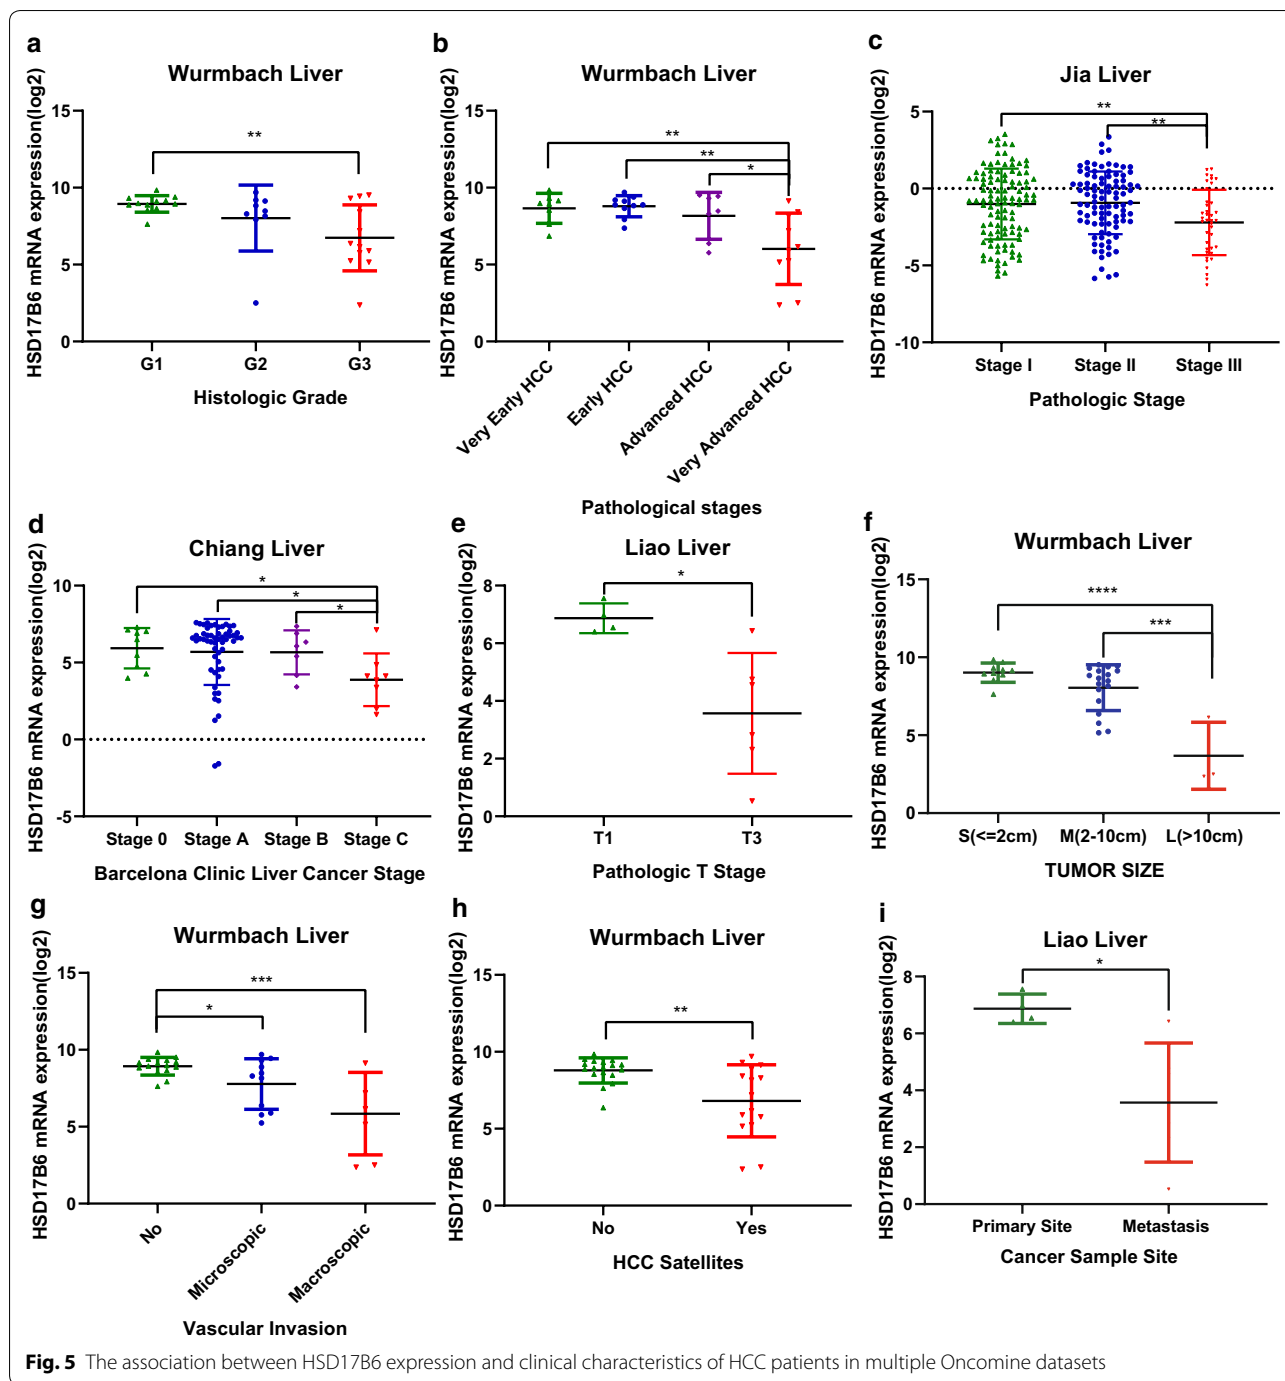 a
Wurmbach Liver
HSD17B6 mRNA expression(log2)
15
10
5
0
**
G1 G2 G3
Histologic Grade
b
Wurmbach Liver
HSD17B6 mRNA expression(log2)
15
10
5
0
**
**
*
Very Early HCC
Early HCC
Advanced HCC
Very Advanced HCC
Pathological stages
c
Jia Liver
HSD17B6 mRNA expression(log2)
5
0
-5
-10
**
**
Stage I Stage II Stage III
Pathologic Stage
d
Chiang Liver
HSD17B6 mRNA expression(log2)
10
5
0
-5
*
*
*
Stage 0 Stage A Stage B Stage C
Barcelona Clinic Liver Cancer Stage
e
Liao Liver
HSD17B6 mRNA expression(log2)
8
6
4
2
0
*
T1 T3
Pathologic T Stage
f
Wurmbach Liver
HSD17B6 mRNA expression(log2)
15
10
5
0
****
***
S(<=2cm) M(2-10cm) L(>10cm)
TUMOR SIZE
g
Wurmbach Liver
HSD17B6 mRNA expression(log2)
15
10
5
0
***
*
No
Microscopic
Macroscopic
Vascular Invasion
h
Wurmbach Liver
HSD17B6 mRNA expression(log2)
15
10
5
0
**
No Yes
HCC Satellites
i
Liao Liver
HSD17B6 mRNA expression(log2)
8
6
4
2
0
*
Primary Site Metastasis
Cancer Sample Site
Fig. 5 The association between HSD17B6 expression and clinical characteristics of HCC patients in multiple Oncomine datasets